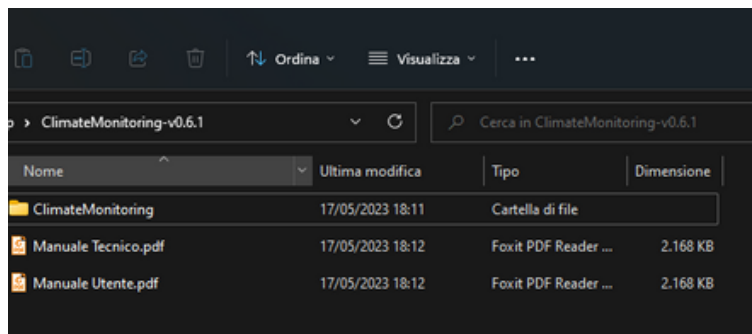 Ordina Visualizza ...
> ClimateMonitoring-v0.6.1 Cerca in ClimateMonitoring-v0.6.1
Nome Ultima modifica Tipo Dimensione
ClimateMonitoring 17/05/2023 18:11 Cartella di file
Manuale Tecnico.pdf 17/05/2023 18:12 Foxit PDF Reader ... 2.168 KB
Manuale Utente.pdf 17/05/2023 18:12 Foxit PDF Reader ... 2.168 KB